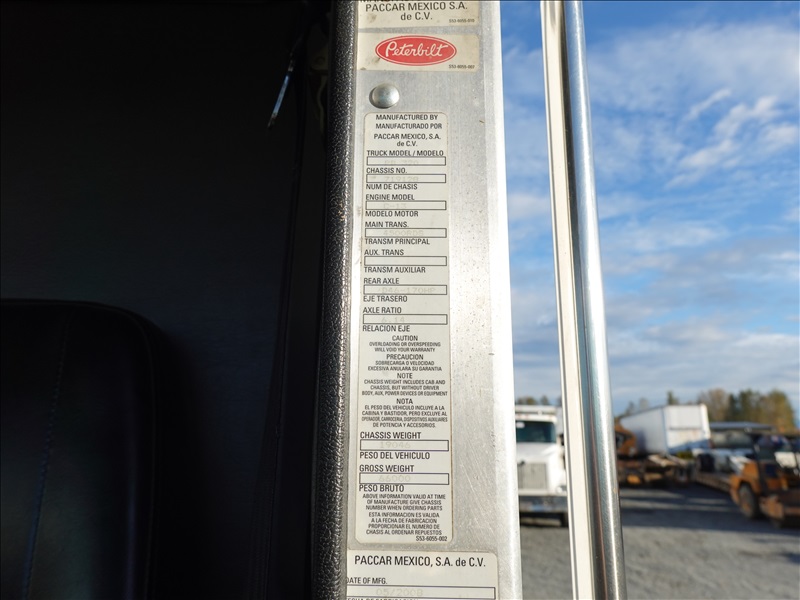 PACCAR MEXICO S.A.
de C.V.
Peterbilt
S53-6055-007
MANUFACTURED BY
MANUFACTURADO POR
PACCAR MEXICO, S.A.
de C.V.
TRUCK MODEL / MODELO
CHASSIS NO.
NUM DE CHASIS
ENGINE MODEL
MODELO MOTOR
MAIN TRANS.
TRANSM PRINCIPAL
AUX. TRANS
TRANSM AUXILIAR
REAR AXLE
EJE TRASERO
AXLE RATIO
RELACION EJE
CAUTION
OVERLOADING OR OVERSPEEDING
WILL VOID YOUR WARRANTY
PRECAUCION
SOBRECARGA O VELOCIDAD
EXCESIVA ANULARA SU GARANTIA
NOTE
CHASSIS WEIGHT INCLUDES CAB AND
CHASSIS, BUT WITHOUT DRIVER
BODY, AUX, POWER DEVICES OR EQUIPMENT
NOTA
EL PESO DEL VEHICULO INCLUYE A LA
CABINA Y BASTIDOR, PERO EXCLUYE AL
OPERADOR, CARROCERIA, DISPOSITIVOS AUXILIARES
DE POTENCIA Y ACCESORIOS.
CHASSIS WEIGHT
19046
PESO DEL VEHICULO
GROSS WEIGHT
PESO BRUTO
ABOVE INFORMATION VALID AT TIME
OF MANUFACTURE GIVE CHASSIS
NUMBER WHEN ORDERING PARTS
ESTA INFORMACION ES VALIDA
A LA FECHA DE FABRICACION
PROPORCIONAR EL NUMERO DE
CHASIS AL ORDENAR REPUESTOS
S53-6055-002
PACCAR MEXICO, S.A. de C.V.
DATE OF MFG.